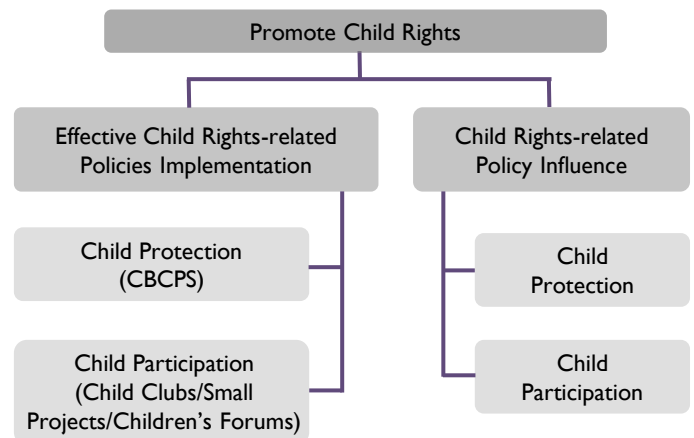 Promote Child Rights
Effective Child Rights-related
Policies Implementation
Child Rights-related
Policy Influence
Child Protection
(CBCPS)
Child
Protection
Child Participation
(Child Clubs/Small
Projects/Children's Forums)
Child
Participation